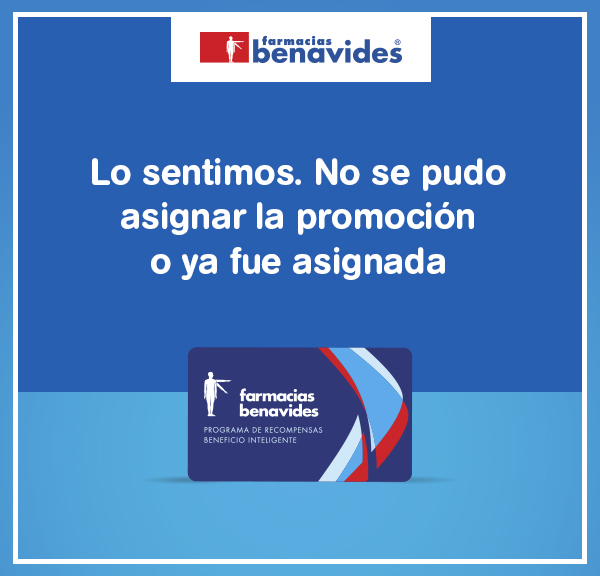 farmacias
benavides®
Lo sentimos. No se pudo
asignar la promoción
o ya fue asignada
farmacias
benavides
PROGRAMA DE RECOMPENSAS
BENEFICIO INTELIGENTE